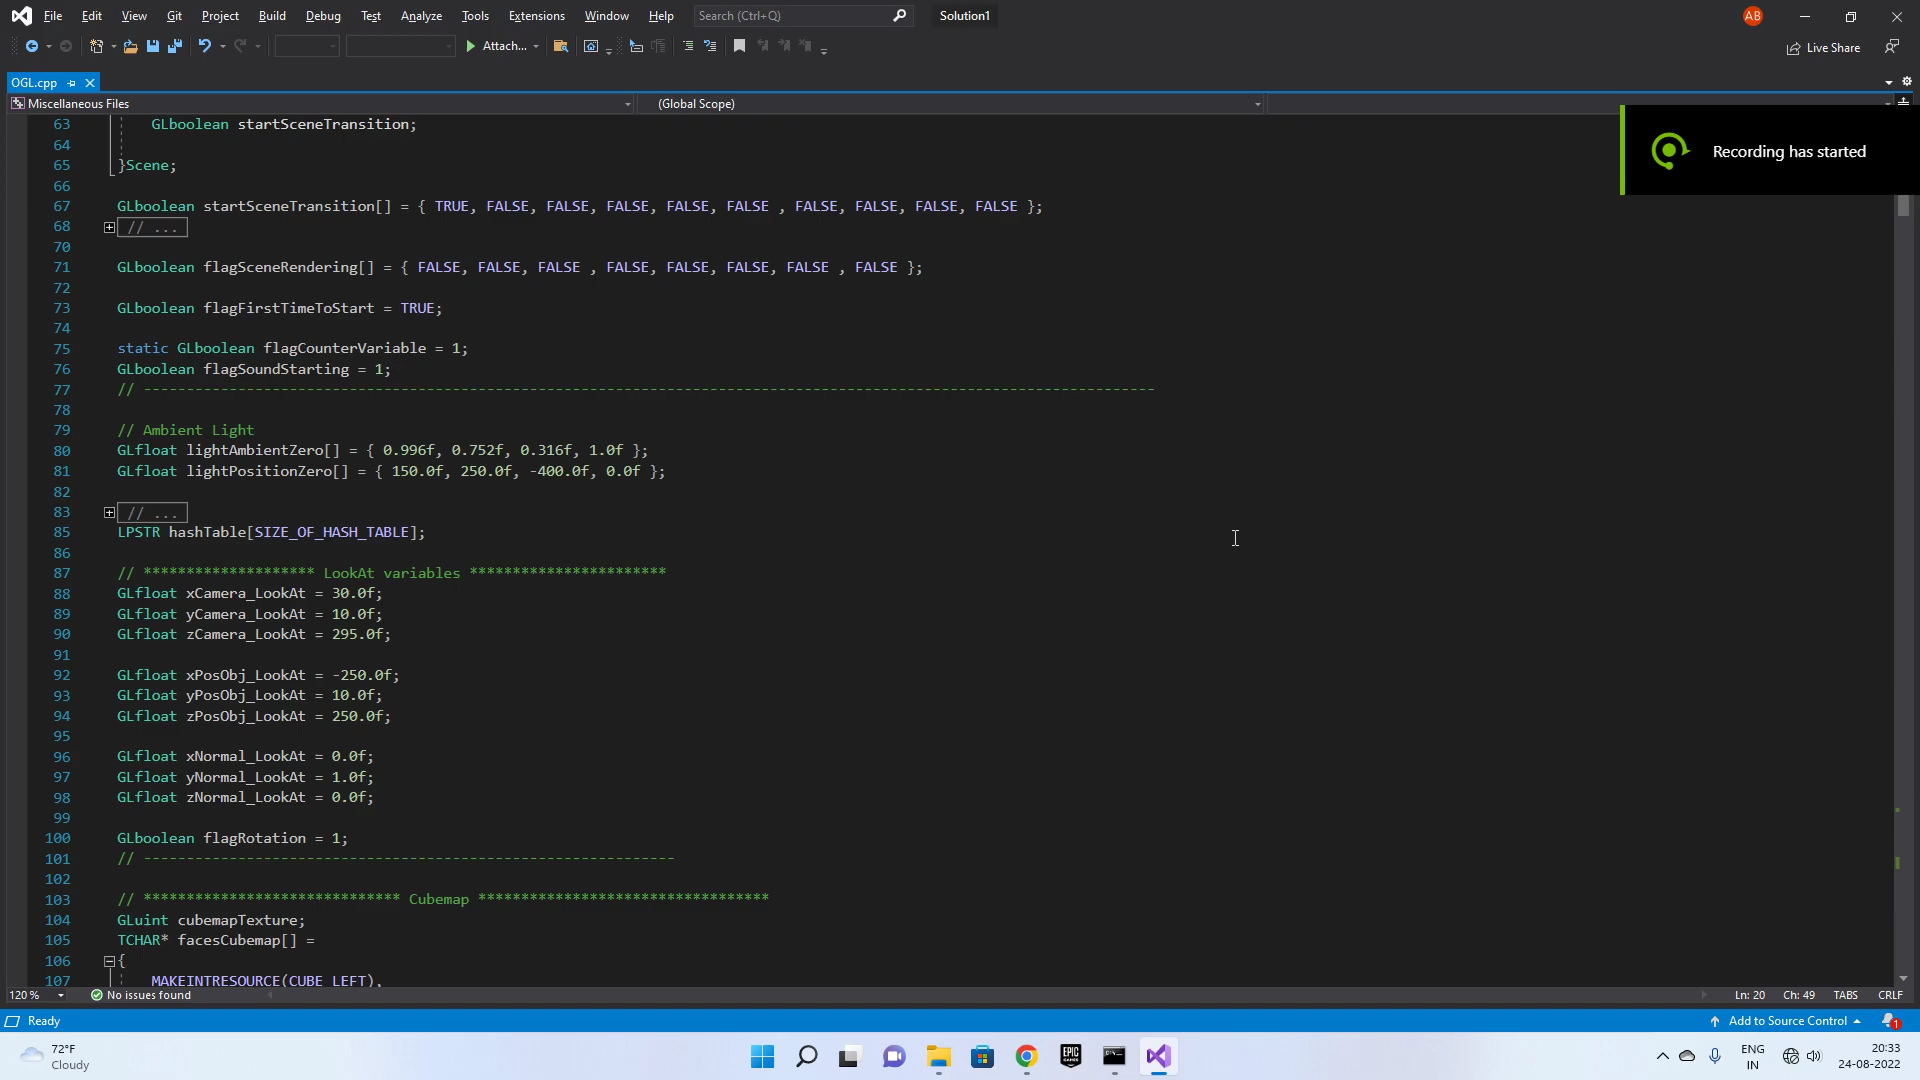 File Edit View Git Project Build Debug Test Analyze Tools Extensions Window Help Search (Ctrl+Q) Solution1 AB
Attach... Live Share
OGL.cpp
Miscellaneous Files (Global Scope)
Recording has started
63 GLboolean startSceneTransition;
64
65 }Scene;
66
67 GLboolean startSceneTransition[] = { TRUE, FALSE, FALSE, FALSE, FALSE, FALSE , FALSE, FALSE, FALSE, FALSE };
68 // ...
70
71 GLboolean flagSceneRendering[] = { FALSE, FALSE, FALSE , FALSE, FALSE, FALSE, FALSE , FALSE };
72
73 GLboolean flagFirstTimeToStart = TRUE;
74
75 static GLboolean flagCounterVariable = 1;
76 GLboolean flagSoundStarting = 1;
77 // ----------------------------------------------------------------------------------------------------------------------
78
79 // Ambient Light
80 GLfloat lightAmbientZero[] = { 0.996f, 0.752f, 0.316f, 1.0f };
81 GLfloat lightPositionZero[] = { 150.0f, 250.0f, -400.0f, 0.0f };
82
83 // ...
85 LPSTR hashTable[SIZE_OF_HASH_TABLE];
86
87 // ******************** LookAt variables ***********************
88 GLfloat xCamera_LookAt = 30.0f;
89 GLfloat yCamera_LookAt = 10.0f;
90 GLfloat zCamera_LookAt = 295.0f;
91
92 GLfloat xPosObj_LookAt = -250.0f;
93 GLfloat yPosObj_LookAt = 10.0f;
94 GLfloat zPosObj_LookAt = 250.0f;
95
96 GLfloat xNormal_LookAt = 0.0f;
97 GLfloat yNormal_LookAt = 1.0f;
98 GLfloat zNormal_LookAt = 0.0f;
99
100 GLboolean flagRotation = 1;
101 // --------------------------------------------------------------
102
103 // ****************************** Cubemap **********************************
104 GLuint cubemapTexture;
105 TCHAR* facesCubemap[] =
106 {
107 MAKEINTRESOURCE(CUBE_LEFT),
120 % No issues found Ln: 20 Ch: 49 TABS CRLF
Ready Add to Source Control 1
72°F
Cloudy
EPIC GAMES
ENG
IN
20:33
24-08-2022